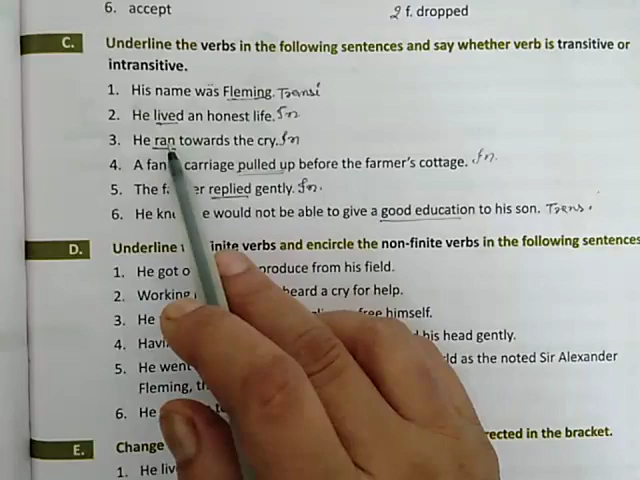 6. accept
2 f. dropped
C. Underline the verbs in the following sentences and say whether verb is transitive or
intransitive.
1. His name was Fleming. Transi
2. He lived an honest life. In
3. He ran towards the cry. In
4. A fan carriage pulled up before the farmer's cottage. In.
5. The f er replied gently. In.
6. He kn e would not be able to give a good education to his son. Trans.
D. Underline inite verbs and encircle the non-finite verbs in the following sentences
1. He got o produce from his field.
2. Working heard a cry for help.
3. He free himself.
4. Havi his head gently.
5. He went ld as the noted Sir Alexander
Fleming, th
6. He
E. Change rected in the bracket.
1. He liv